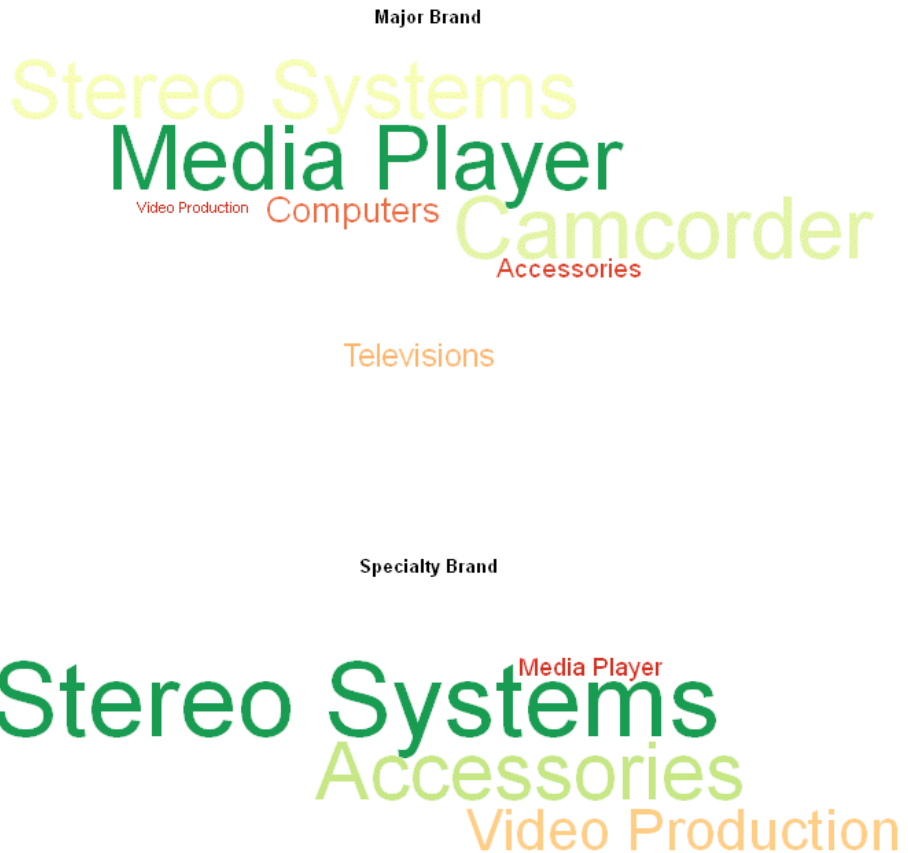 Major Brand
Stereo Systems
Media Player
Video Production Computers
Camcorder
Accessories
Televisions
Specialty Brand
Media Player
Stereo Systems
Accessories
Video Production